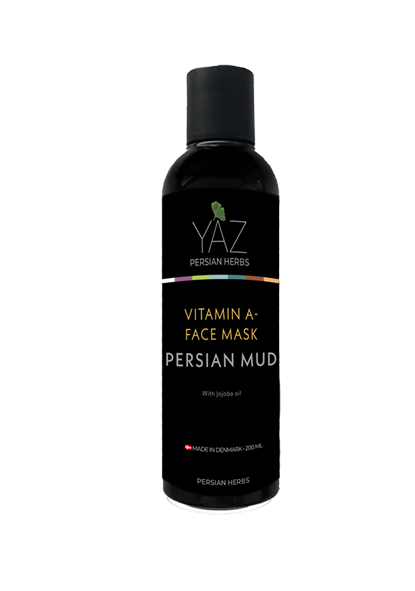 YAZ
PERSIAN HERBS
VITAMIN A-
FACE MASK
PERSIAN MUD
With Jojoba oil
MADE IN DENMARK-200 ML
PERSIAN HERBS